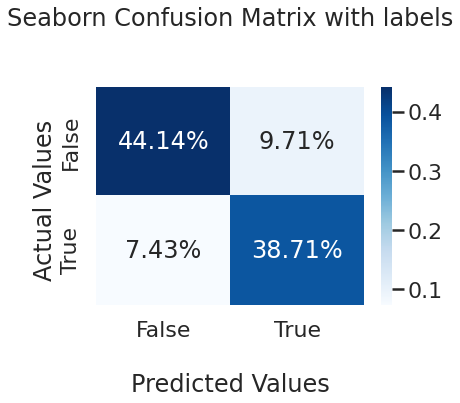 Seaborn Confusion Matrix with labels
Actual Values
False
True
44.14%
9.71%
7.43%
38.71%
False
True
Predicted Values
0.4
0.3
0.2
0.1